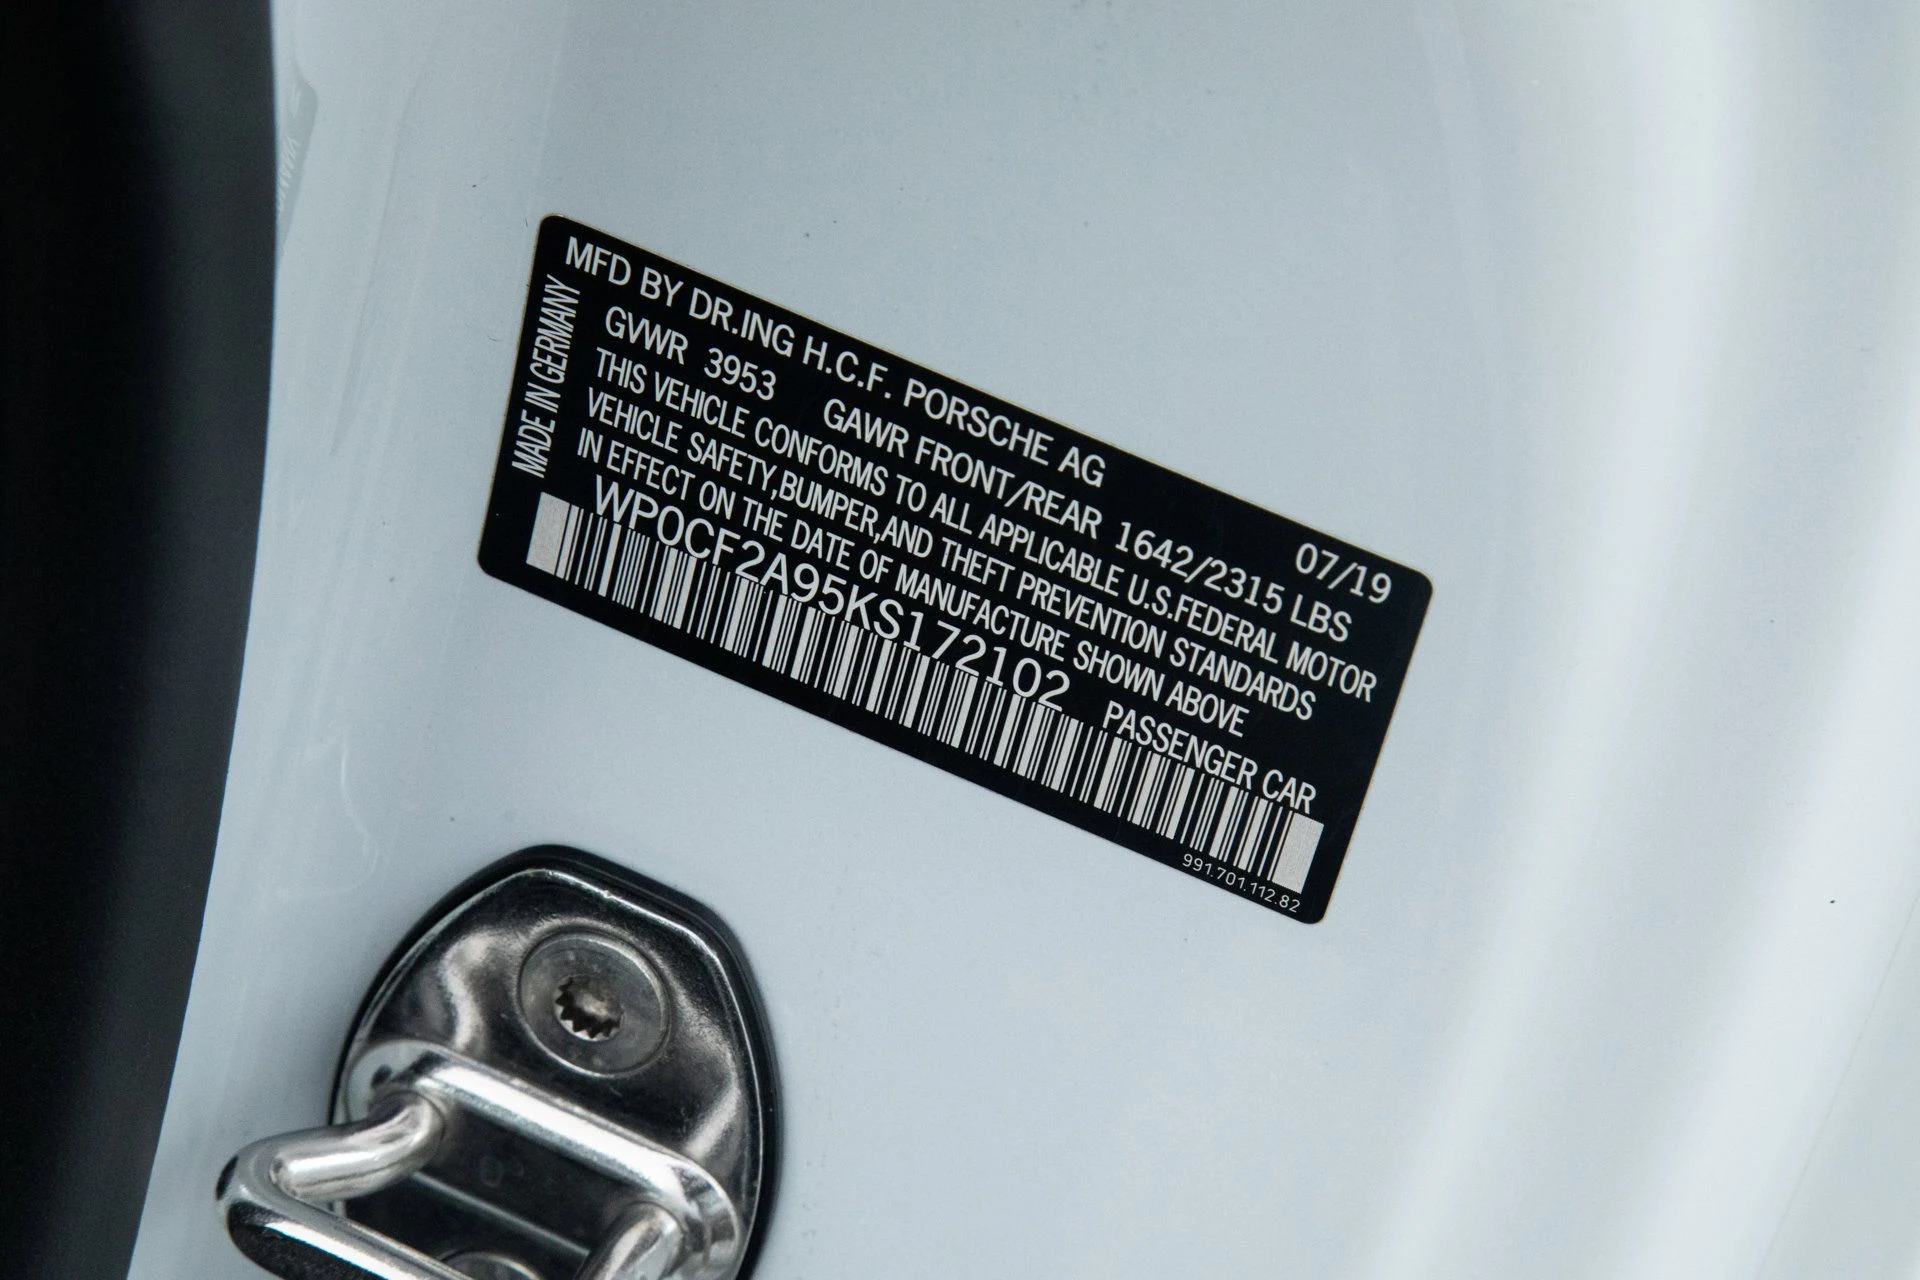 MFD BY DR.ING H.C.F. PORSCHE AG 07/19
GVWR 3953 GAWR FRONT/REAR 1642/2315 LBS
THIS VEHICLE CONFORMS TO ALL APPLICABLE U.S.FEDERAL MOTOR
VEHICLE SAFETY,BUMPER,AND THEFT PREVENTION STANDARDS
IN EFFECT ON THE DATE OF MANUFACTURE SHOWN ABOVE
WP0CF2A95KS172102 PASSENGER CAR
991.701.112.82
MADE IN GERMANY